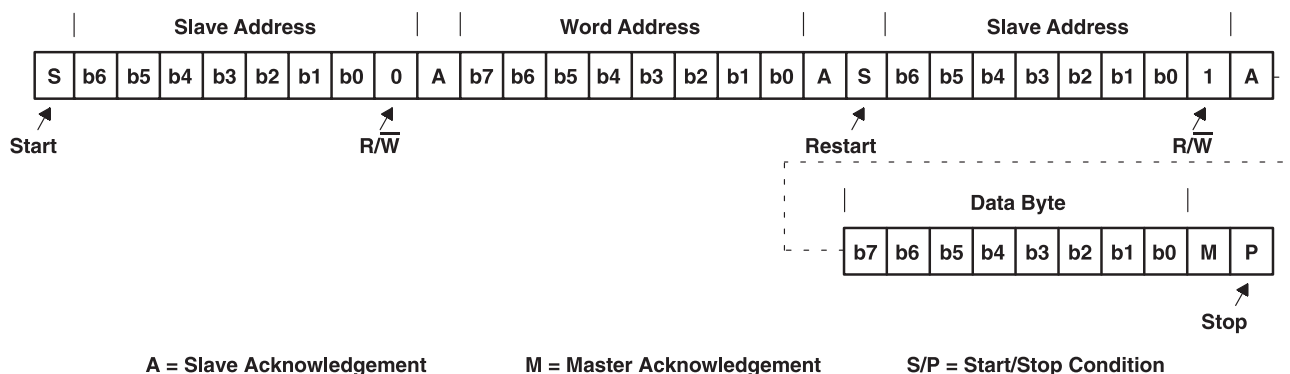 Slave Address Word Address Slave Address
S b6 b5 b4 b3 b2 b1 b0 0 A b7 b6 b5 b4 b3 b2 b1 b0 A S b6 b5 b4 b3 b2 b1 b0 1 A
Start R/W̅ Restart R/W̅
Data Byte
b7 b6 b5 b4 b3 b2 b1 b0 M P
Stop
A = Slave Acknowledgement M = Master Acknowledgement S/P = Start/Stop Condition